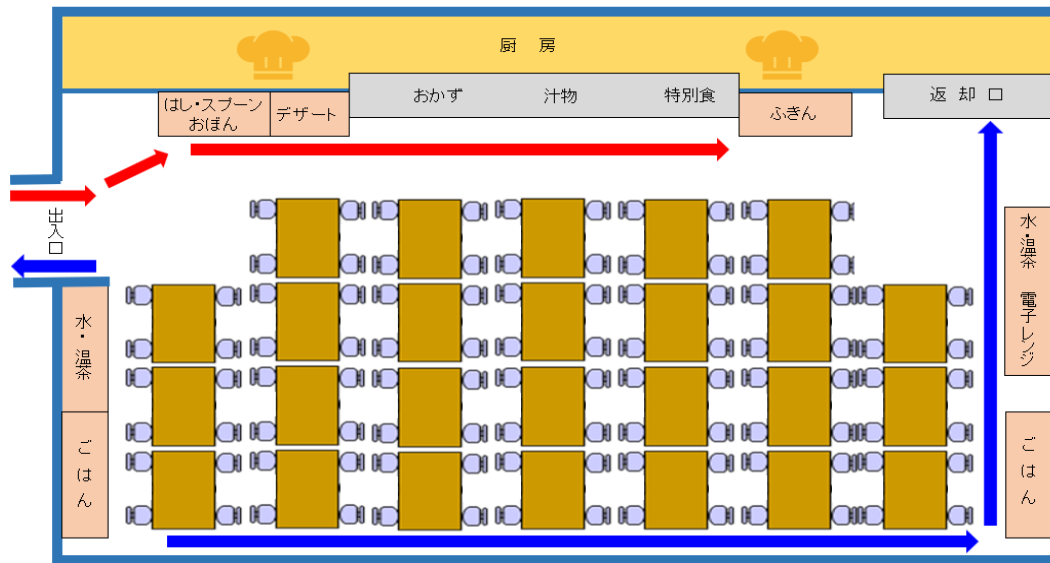 厨 房
おかず
汁物
特別食
はし・スプーン
おぼん
デザート
ふきん
返 却 口
出入口
水・温茶
ごはん
水・温茶 電子レンジ
ごはん